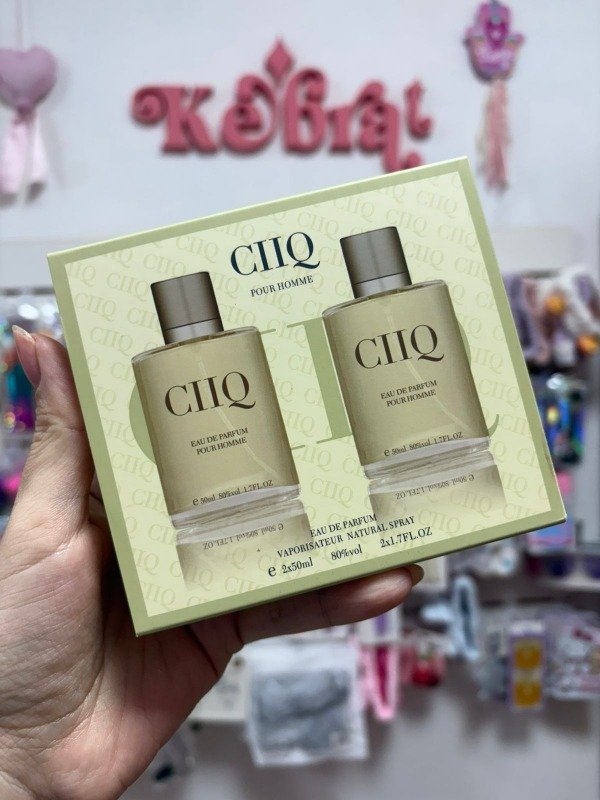 Kebrat
CIIQ
POUR HOMME
CIIQ
EAU DE PARFUM
POUR HOMME
e 50ml 80%vol 1.7FL.OZ
CIIQ
EAU DE PARFUM
POUR HOMME
e 50ml 80%vol 1.7FL.OZ
EAU DE PARFUM
VAPORISATEUR NATURAL SPRAY
e 2x50ml 80%vol 2x1.7FL.OZ